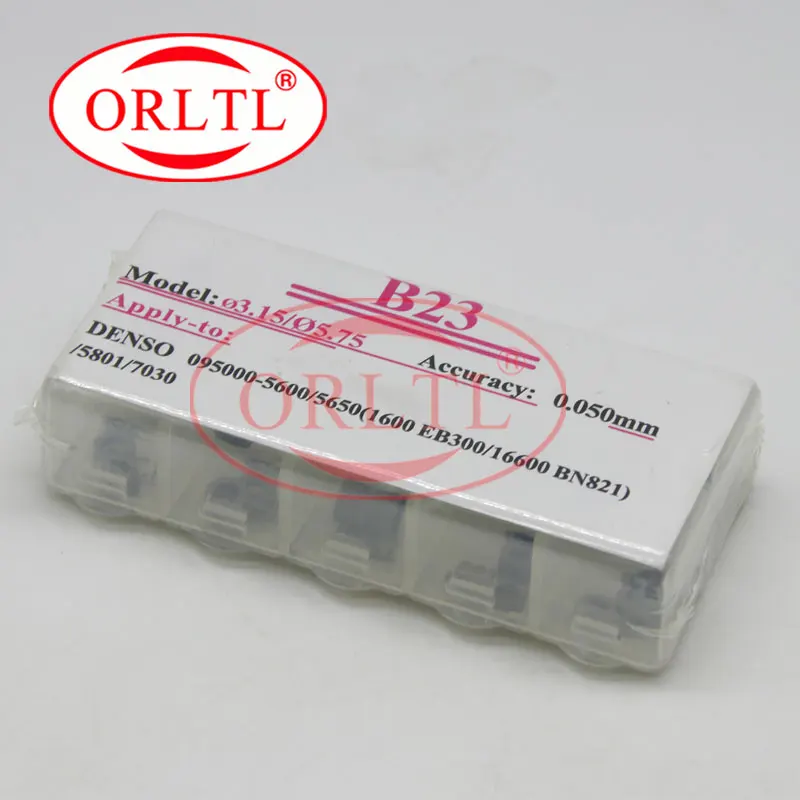 ORLTL®
B23
Model: ø3.15/Ø5.75
Accuracy: 0.050mm
Apply-to:
DENSO 095000-5600/5650(1600 EB300/16600 BN821)
/5801/7030
ORLTL